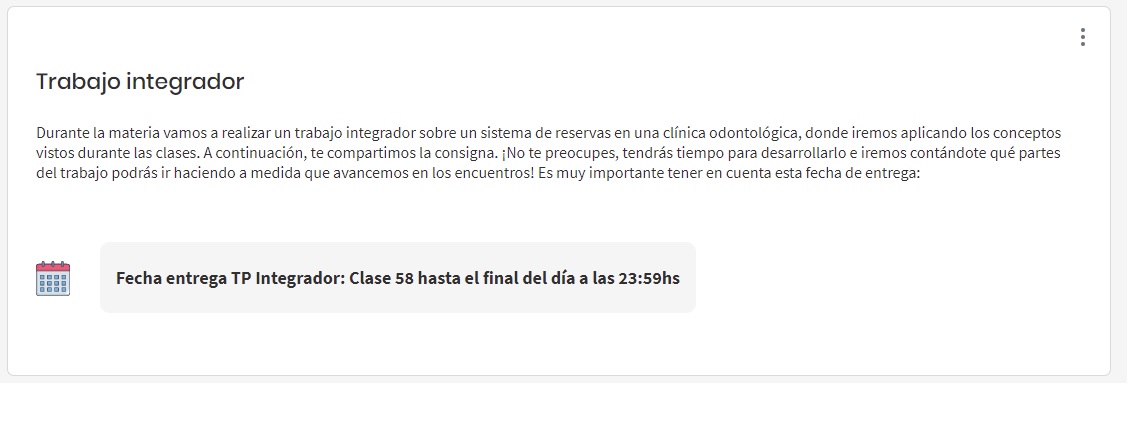 Trabajo integrador
Durante la materia vamos a realizar un trabajo integrador sobre un sistema de reservas en una clínica odontológica, donde iremos aplicando los conceptos
vistos durante las clases. A continuación, te compartimos la consigna. ¡No te preocupes, tendrás tiempo para desarrollarlo e iremos contándote qué partes
del trabajo podrás ir haciendo a medida que avancemos en los encuentros! Es muy importante tener en cuenta esta fecha de entrega:
Fecha entrega TP Integrador: Clase 58 hasta el final del día a las 23:59hs